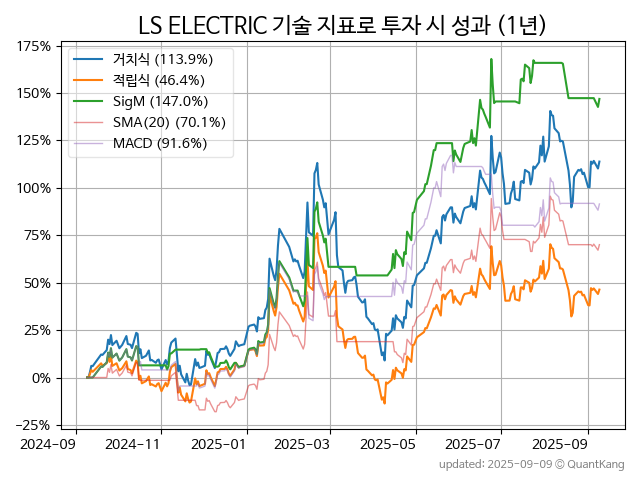 LS ELECTRIC 기술 지표로 투자 시 성과 (1년)
175%
150%
125%
100%
75%
50%
25%
0%
−25%
거치식 (113.9%)
적립식 (46.4%)
SigM (147.0%)
SMA(20) (70.1%)
MACD (91.6%)
2024-09
2024-11
2025-01
2025-03
2025-05
2025-07
2025-09
updated: 2025-09-09 © QuantKang